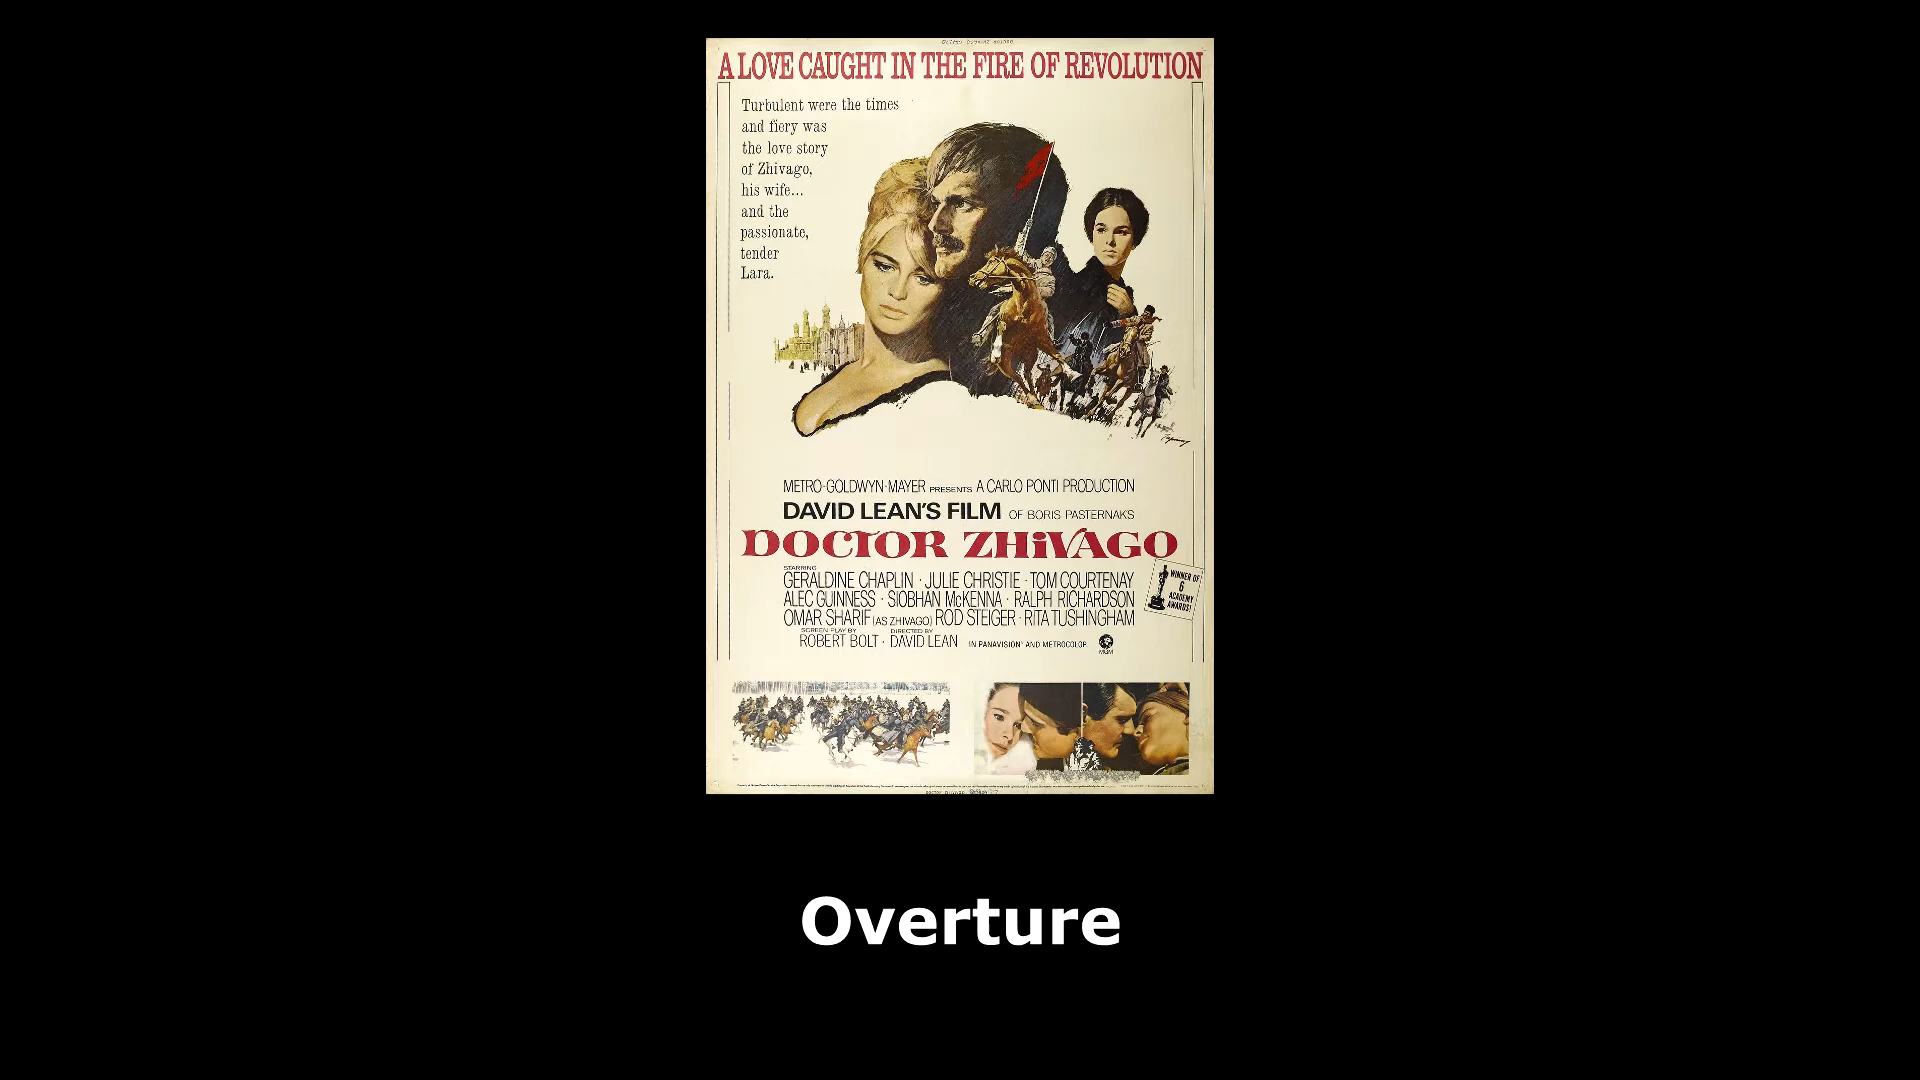 A LOVE CAUGHT IN THE FIRE OF REVOLUTION
Turbulent were the times
and fiery was
the love story
of Zhivago,
his wife...
and the
passionate,
tender
Lara.
METRO-GOLDWYN-MAYER PRESENTS A CARLO PONTI PRODUCTION
DAVID LEAN'S FILM OF BORIS PASTERNAK'S
DOCTOR ZHiVAGO
STARRING
GERALDINE CHAPLIN · JULIE CHRISTIE · TOM COURTENAY
ALEC GUINNESS · SIOBHAN McKENNA · RALPH RICHARDSON
OMAR SHARIF (AS ZHIVAGO) ROD STEIGER · RITA TUSHINGHAM
SCREEN PLAY BY DIRECTED BY
ROBERT BOLT · DAVID LEAN IN PANAVISION® AND METROCOLOR
MGM
WINNER OF
6
ACADEMY
AWARDS!
Overture